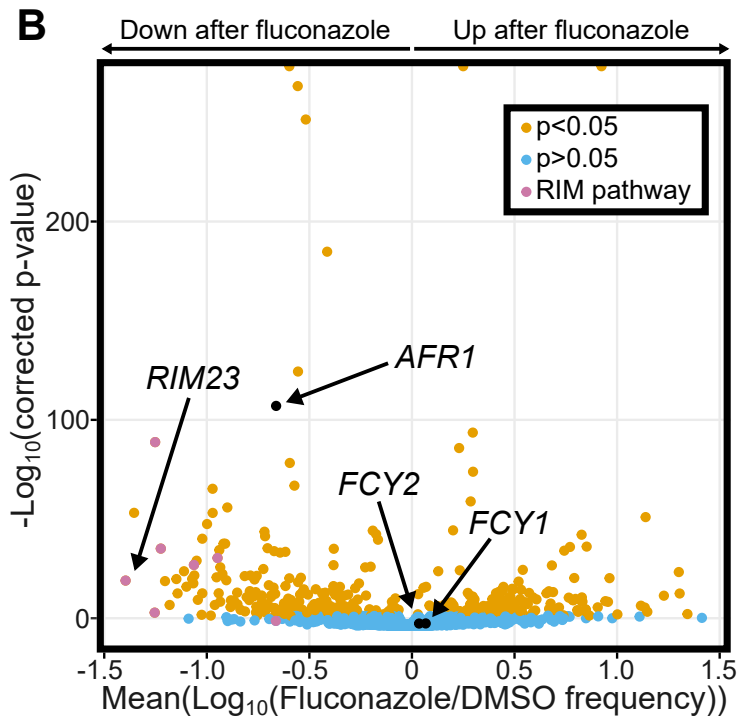 B
Down after fluconazole
Up after fluconazole
p<0.05
p>0.05
RIM pathway
200
100
0
-Log10(corrected p-value)
RIM23
AFR1
FCY2
FCY1
-1.5 -1.0 -0.5 0 0.5 1.0 1.5
Mean(Log10(Fluconazole/DMSO frequency))